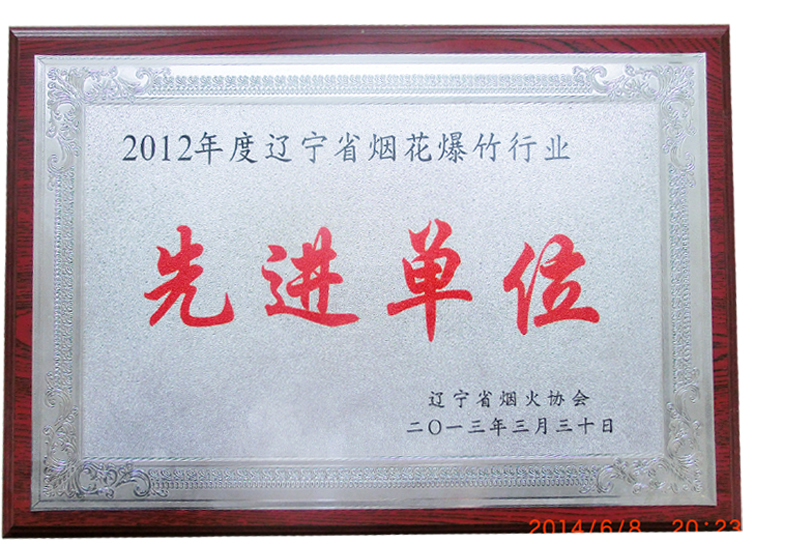 2012年度辽宁省烟花爆竹行业
先进单位
辽宁省烟火协会
二〇一三年三月三十日
2014/6/8 20:23